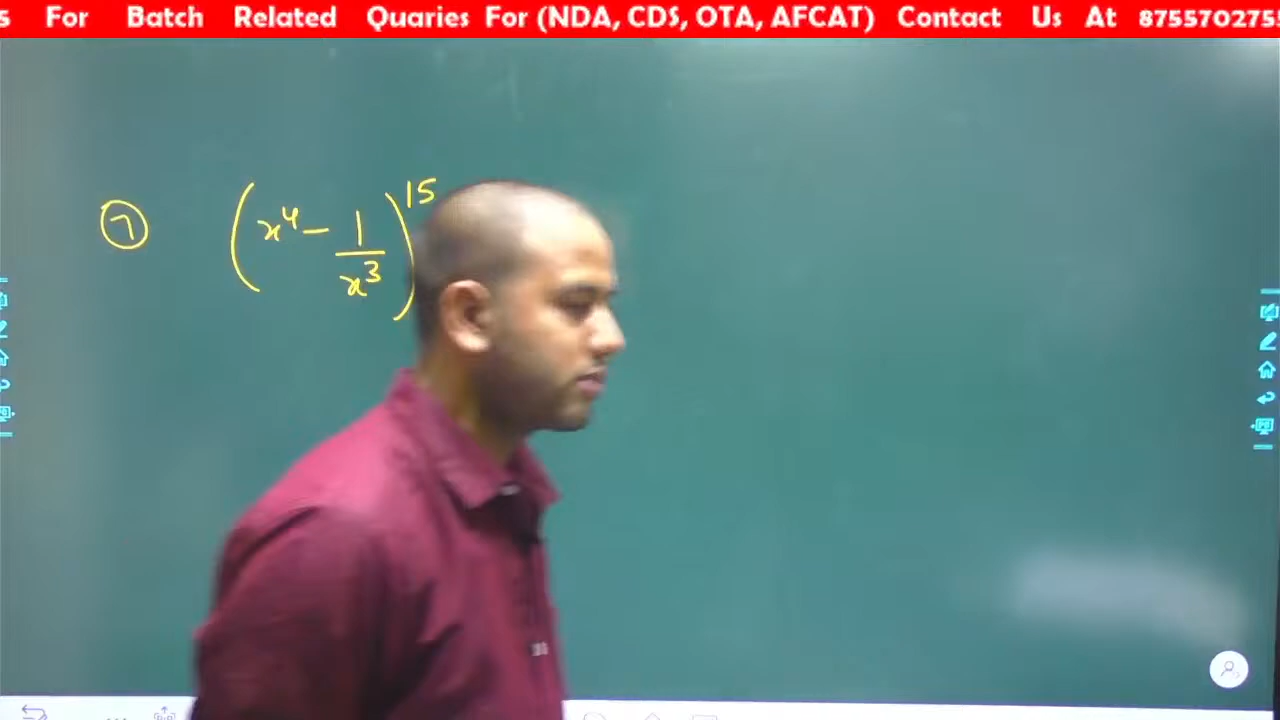 s For Batch Related Quaries For (NDA, CDS, OTA, AFCAT) Contact Us At 875570275
⑦ (x⁴ - 1/x³)¹⁵